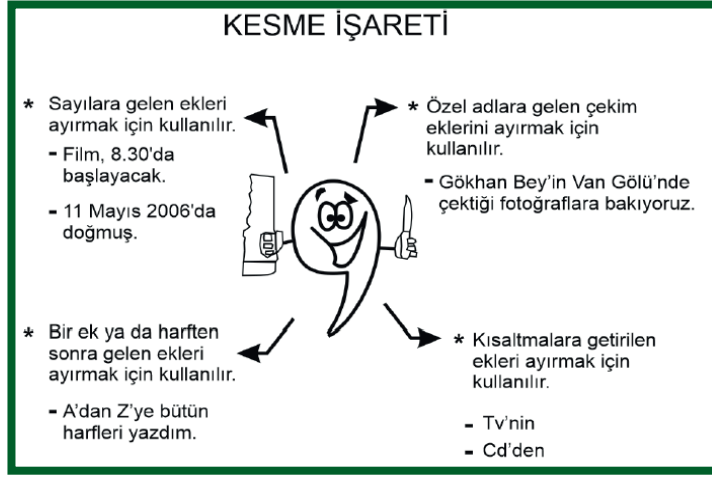 KESME İŞARETİ
* Sayılara gelen ekleri
ayırmak için kullanılır.
- Film, 8.30'da
başlayacak.
- 11 Mayıs 2006'da
doğmuş.
* Özel adlara gelen çekim
eklerini ayırmak için
kullanılır.
- Gökhan Bey'in Van Gölü'nde
çektiği fotoğraflara bakıyoruz.
* Bir ek ya da harften
sonra gelen ekleri
ayırmak için kullanılır.
- A'dan Z'ye bütün
harfleri yazdım.
* Kısaltmalara getirilen
ekleri ayırmak için
kullanılır.
- Tv'nin
- Cd'den